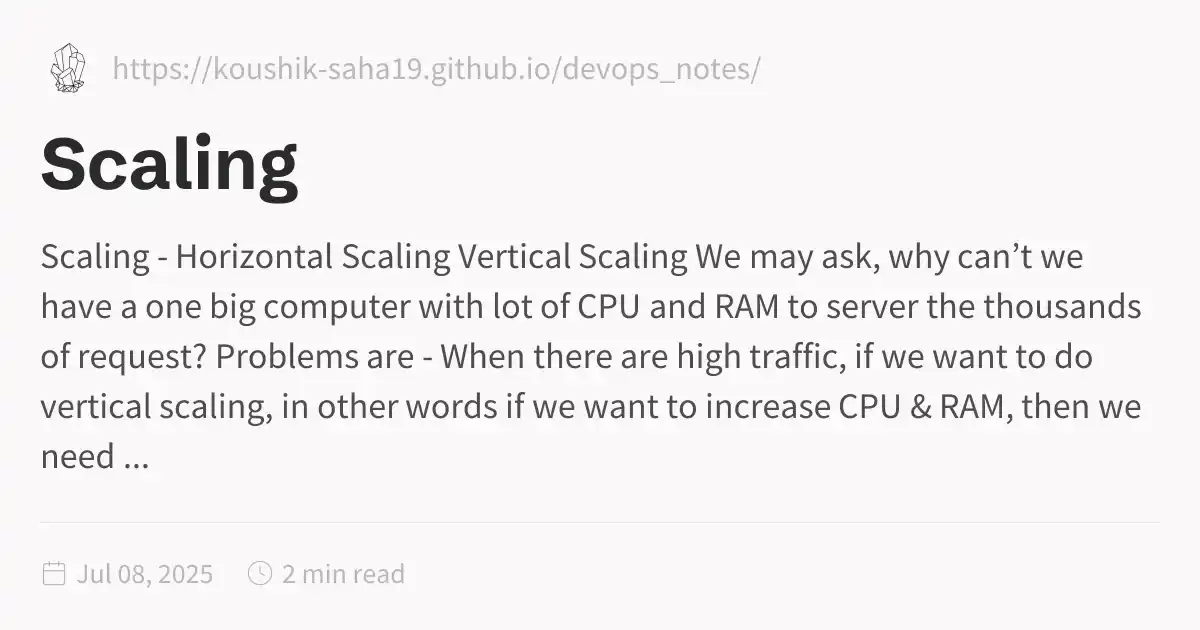 https://koushik-saha19.github.io/devops_notes/
Scaling
Scaling - Horizontal Scaling Vertical Scaling We may ask, why can’t we
have a one big computer with lot of CPU and RAM to server the thousands
of request? Problems are - When there are high traffic, if we want to do
vertical scaling, in other words if we want to increase CPU & RAM, then we
need ...
Jul 08, 2025 2 min read